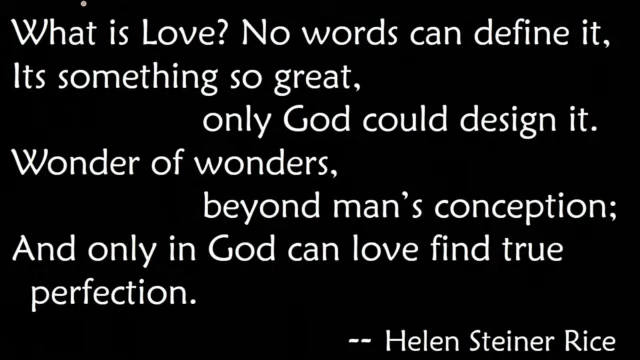 What is Love? No words can define it,
Its something so great,
only God could design it.
Wonder of wonders,
beyond man's conception;
And only in God can love find true
perfection.
-- Helen Steiner Rice